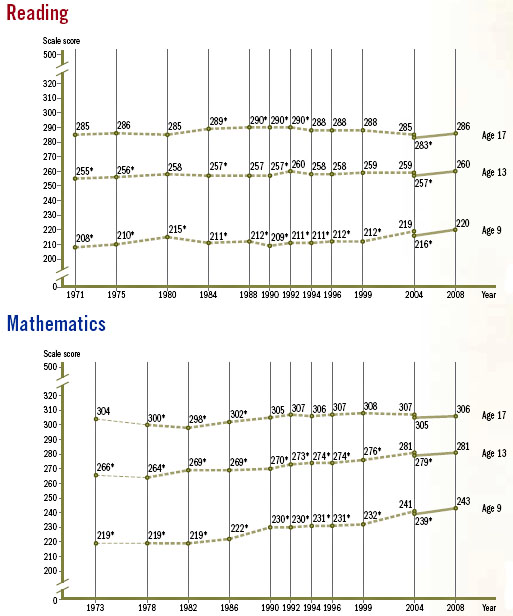 Reading
Scale score
500
320
310
300
290
280
270
260
250
240
230
220
210
200
0
285 286 285 289* 290* 290* 290* 288 288 288 285 286
283*
Age 17
255* 256* 258 257* 257 257* 260 258 258 259 259 260
257*
Age 13
208* 210* 215* 211* 212* 209* 211* 211* 212* 212* 219 220
216*
Age 9
1971 1975 1980 1984 1988 1990 1992 1994 1996 1999 2004 2008 Year
Mathematics
Scale score
500
320
310
300
290
280
270
260
250
240
230
220
210
200
0
304 300* 298* 302* 305 307 306 307 308 307 306
305
Age 17
266* 264* 269* 269* 270* 273* 274* 274* 276* 281 281
279*
Age 13
219* 219* 219* 222* 230* 230* 231* 231* 232* 241 243
239*
Age 9
1973 1978 1982 1986 1990 1992 1994 1996 1999 2004 2008 Year